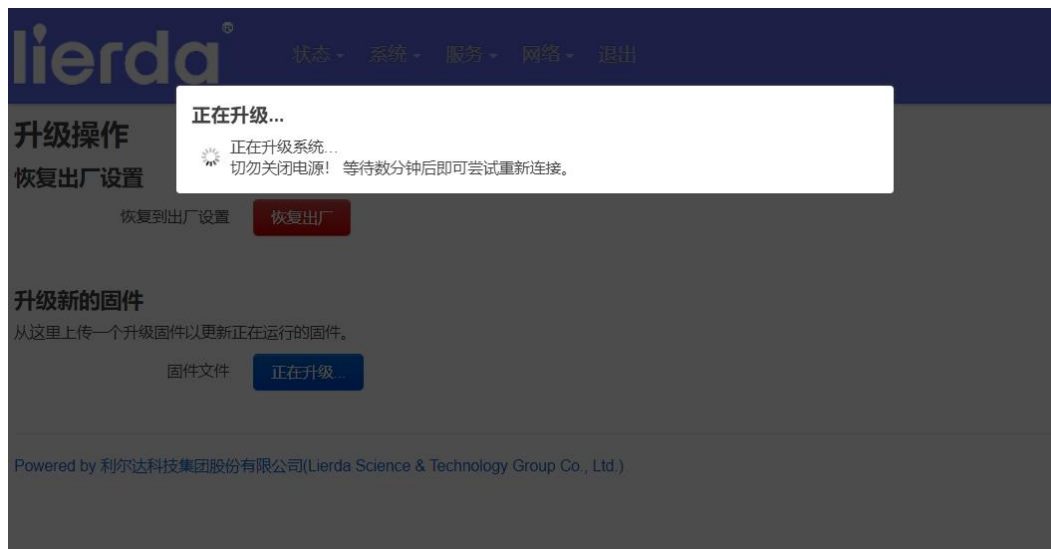 lierda®
状态 系统 服务 网络 退出
正在升级...
正在升级系统...
切勿关闭电源! 等待数分钟后即可尝试重新连接。
升级操作
恢复出厂设置
恢复到出厂设置 恢复出厂
升级新的固件
从这里上传一个升级固件以更新正在运行的固件。
固件文件 正在升级...
Powered by 利尔达科技集团股份有限公司(Lierda Science & Technology Group Co., Ltd.)